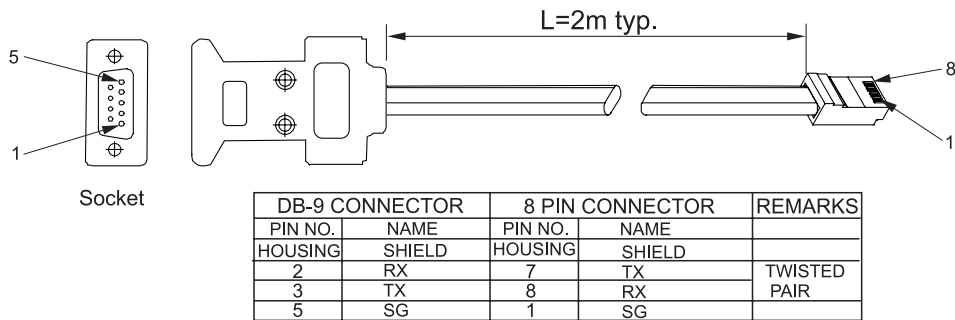 L=2m typ.
5
8
1
1
Socket
DB-9 CONNECTOR 8 PIN CONNECTOR REMARKS
PIN NO. NAME PIN NO. NAME
HOUSING SHIELD HOUSING SHIELD
2 RX 7 TX TWISTED
3 TX 8 RX PAIR
5 SG 1 SG